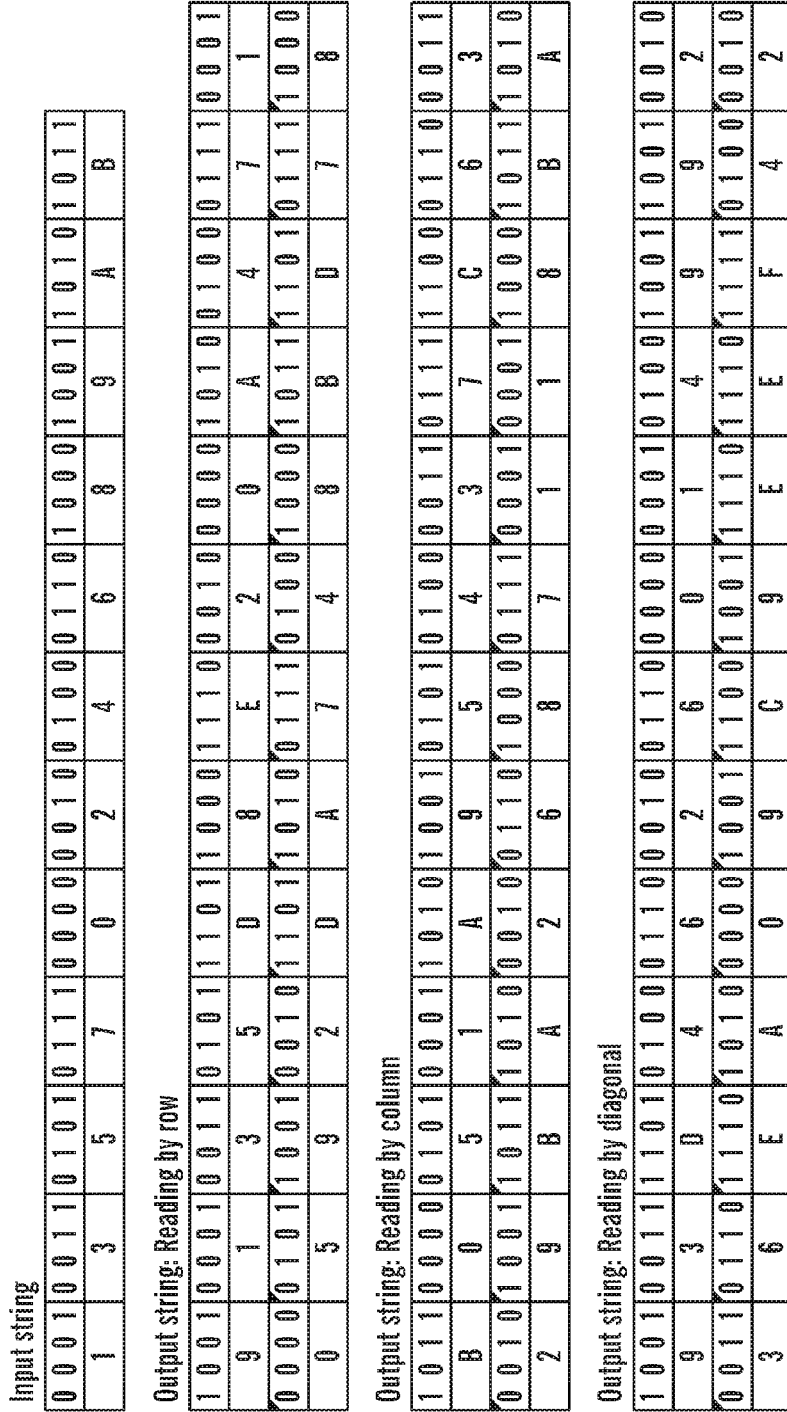 Input string
0 0 0 1 0 0 1 1 0 1 0 1 0 1 1 1 0 0 0 0 0 0 1 0 0 1 0 0 0 1 1 0 1 0 0 0 1 0 0 1 1 0 1 0 1 0 1 1
1 3 5 7 0 2 4 6 8 9 A B
Output string: Reading by row
1 0 0 1 0 0 0 1 0 0 1 1 0 1 0 1 1 1 0 1 1 0 0 0 1 1 1 0 0 0 1 0 0 0 0 0 1 0 1 0 0 1 0 0 0 1 1 1 0 0 0 1
9 1 3 5 D 8 E 2 0 A 4 7 1
0 0 0 0 0 1 0 1 1 0 0 1 0 0 1 0 1 1 0 1 1 0 1 0 0 1 1 1 0 1 0 0 1 0 0 0 1 0 1 1 1 1 0 1 0 1 1 1 1 0 0 0
0 5 9 2 D A 7 4 8 B D 7 8
Output string: Reading by column
1 0 1 1 0 0 0 0 0 1 0 1 0 0 0 1 1 0 1 0 1 0 0 1 0 1 0 1 0 1 0 0 0 0 1 1 0 1 1 1 1 1 0 0 0 1 1 0 0 0 1 1
B 0 5 1 A 9 5 4 3 7 C 6 3
0 0 1 0 1 0 0 1 1 0 1 1 1 0 1 0 0 0 1 0 0 1 1 0 1 0 0 0 0 1 1 1 0 0 0 1 0 0 0 1 1 0 0 0 1 0 1 1 1 0 1 0
2 9 B A 2 6 8 7 1 1 8 B A
Output string: Reading by diagonal
1 0 0 1 0 0 1 1 1 1 0 1 0 1 0 0 0 1 1 0 0 0 1 0 0 1 1 0 0 0 0 0 0 0 0 1 0 1 0 0 1 0 0 1 1 0 0 1 0 0 1 0
9 3 D 4 6 2 6 0 1 4 9 9 2
0 0 1 1 0 1 1 0 1 1 1 0 1 0 1 0 0 0 0 0 1 0 0 1 1 1 0 0 1 0 0 1 1 1 1 0 1 1 1 0 1 1 1 1 0 1 0 0 0 0 1 0
3 6 E A 0 9 C 9 E E F 4 2